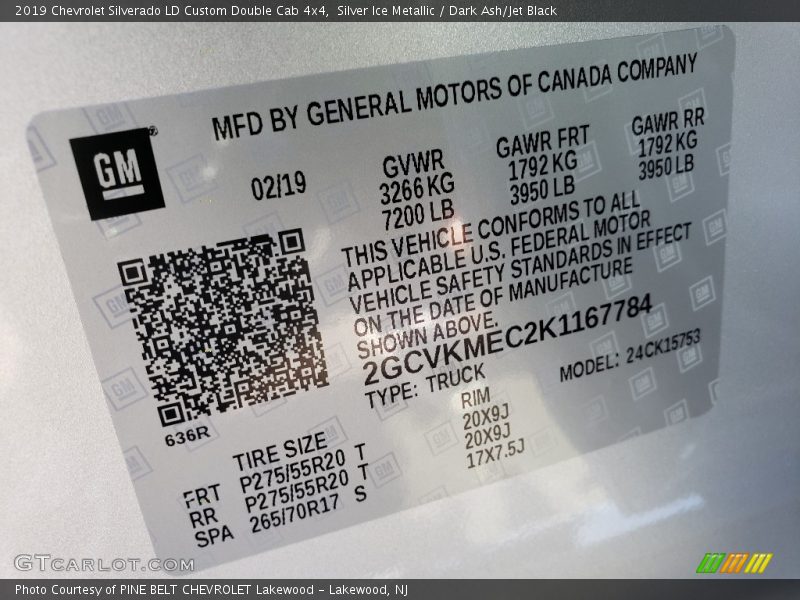 2019 Chevrolet Silverado LD Custom Double Cab 4x4,  Silver Ice Metallic / Dark Ash/Jet Black
MFD BY GENERAL MOTORS OF CANADA COMPANY
GM ®
02/19
GVWR
3266 KG
7200 LB
GAWR FRT
1792 KG
3950 LB
GAWR RR
1792 KG
3950 LB
THIS VEHICLE CONFORMS TO ALL
APPLICABLE U.S. FEDERAL MOTOR
VEHICLE SAFETY STANDARDS IN EFFECT
ON THE DATE OF MANUFACTURE
SHOWN ABOVE.
2GCVKMEC2K1167784
TYPE: TRUCK
MODEL: 24CK15753
636R
TIRE SIZE RIM
FRT P275/55R20 T 20X9J
RR P275/55R20 T 20X9J
SPA 265/70R17 S 17X7.5J
GTCARLOT.COM
Photo Courtesy of PINE BELT CHEVROLET Lakewood - Lakewood, NJ